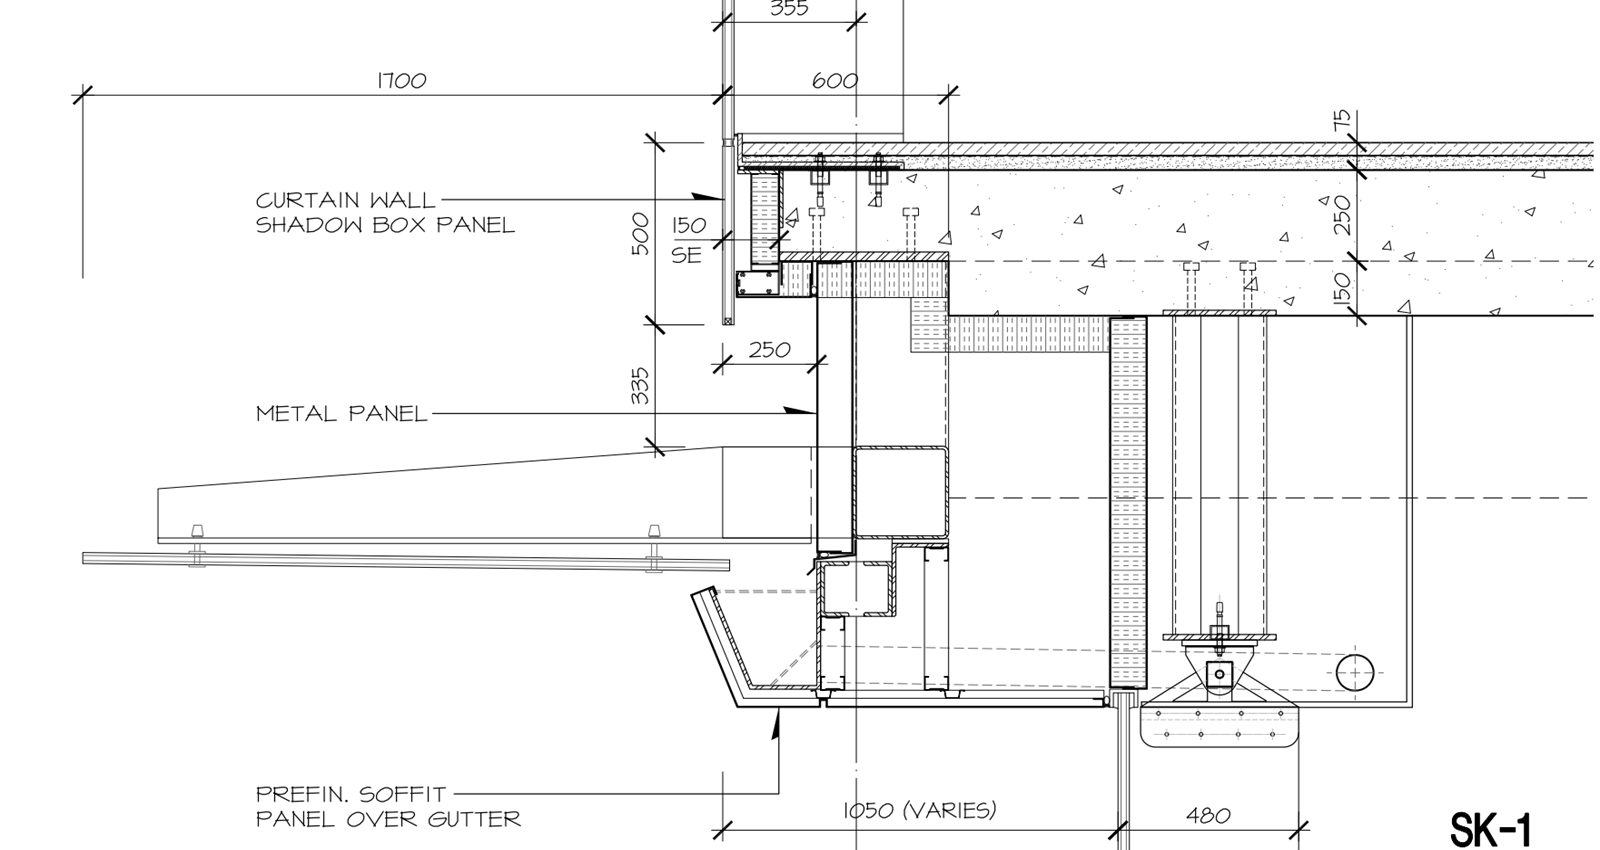 355
1700
600
75
CURTAIN WALL
SHADOW BOX PANEL
500
150
SE
250
150
250
335
METAL PANEL
PREFIN. SOFFIT
PANEL OVER GUTTER
1050 (VARIES)
480
SK-1